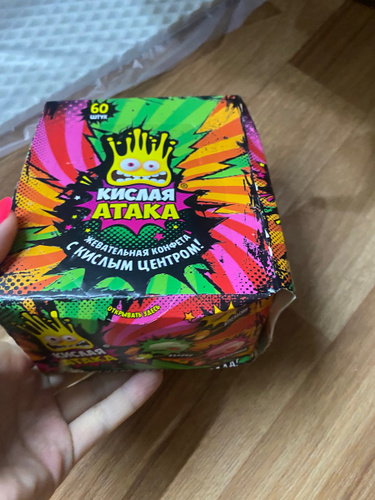 60
ШТУК
КИСЛАЯ
АТАКА
ЖЕВАТЕЛЬНАЯ КОНФЕТА
С КИСЛЫМ ЦЕНТРОМ!
ОТКРЫВАТЬ ЗДЕСЬ
КИСЛАЯ
АТАКА